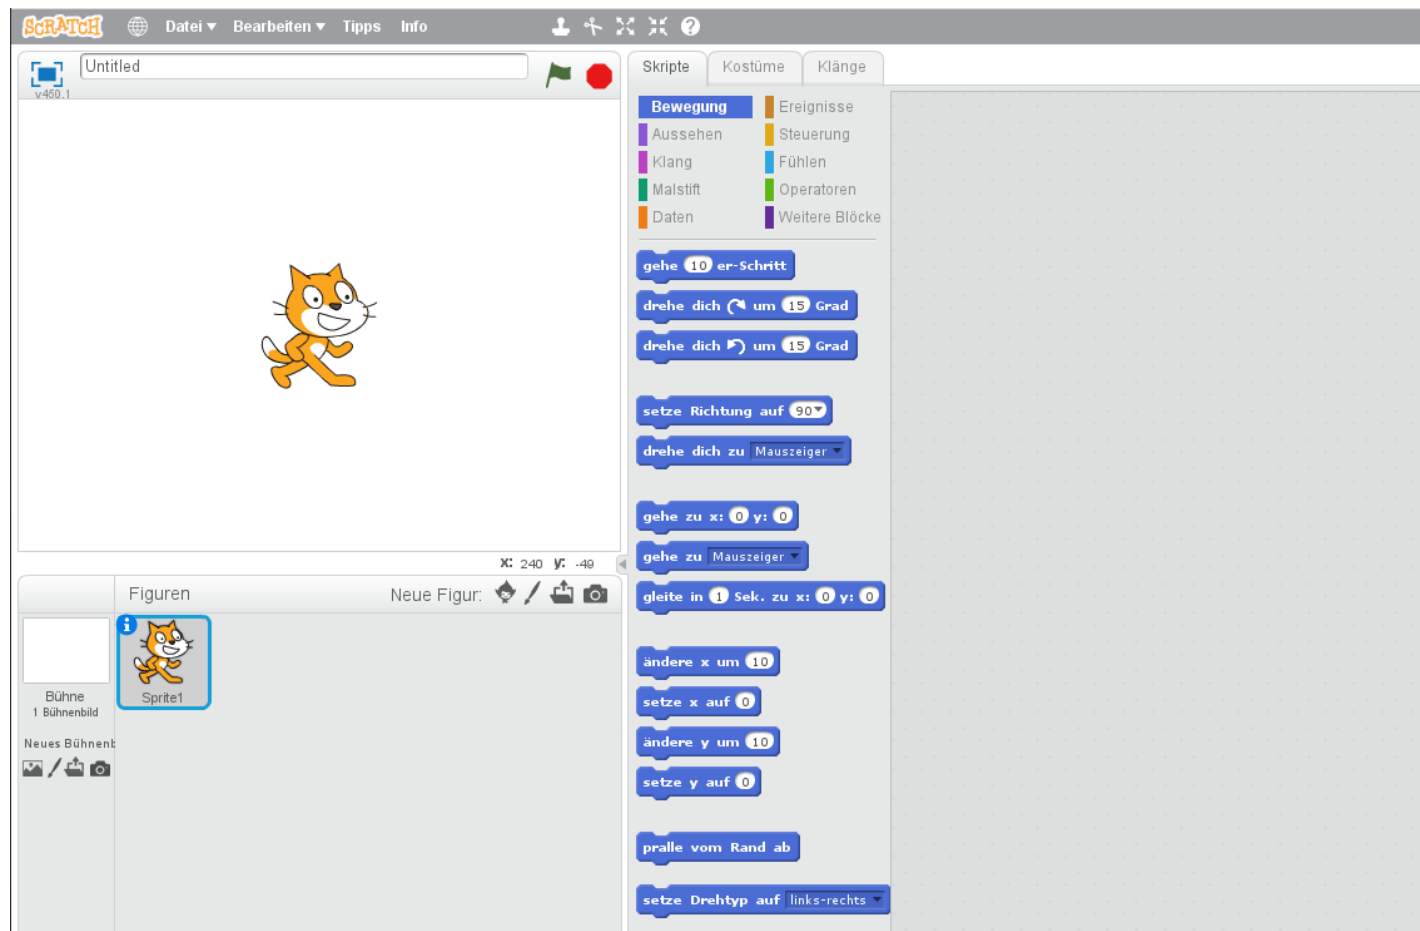 SCRATCH Datei Bearbeiten Tipps Info
Untitled
v450.1
Skripte Kostüme Klänge
Bewegung Ereignisse
Aussehen Steuerung
Klang Fühlen
Malstift Operatoren
Daten Weitere Blöcke
gehe 10 er-Schritt
drehe dich um 15 Grad
drehe dich um 15 Grad
setze Richtung auf 90
drehe dich zu Mauszeiger
gehe zu x: 0 y: 0
gehe zu Mauszeiger
gleite in 1 Sek. zu x: 0 y: 0
ändere x um 10
setze x auf 0
ändere y um 10
setze y auf 0
pralle vom Rand ab
setze Drehtyp auf links-rechts
X: 240 y: -49
Figuren Neue Figur:
Sprite1
Bühne
1 Bühnenbild
Neues Bühnenb